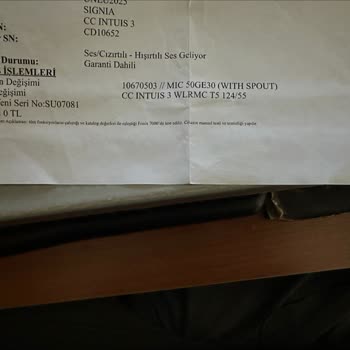 UNLU2025
SIGNIA
CC INTUIS 3
SN: CD10652
Durumu: Ses/Cızırtılı - Hışırtılı Ses Geliyor
Garanti Dahili
İŞLEMLERİ
Değişimi 10670503 // MIC 50GE30 (WITH SPOUT)
eğişimi CC INTUIS 3 WLRMC T5 124/55
eni Seri No:SU07081
0 TL